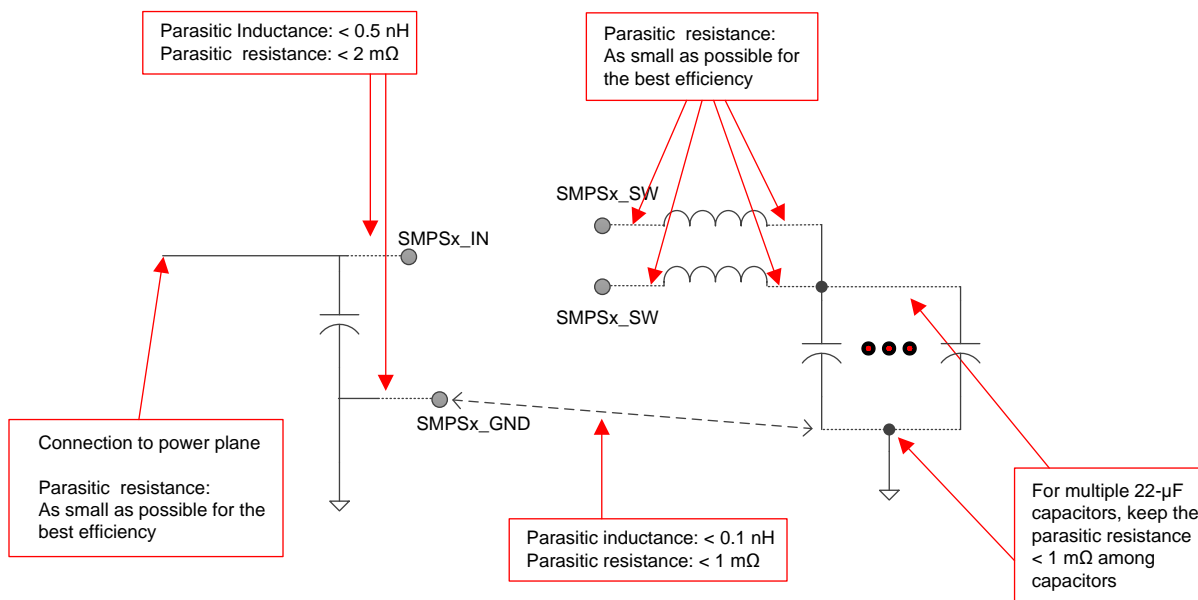 Parasitic Inductance: < 0.5 nH
Parasitic resistance: < 2 mΩ
Parasitic resistance:
As small as possible for
the best efficiency
SMPSx_SW
SMPSx_IN
SMPSx_SW
SMPSx_GND
Connection to power plane
Parasitic resistance:
As small as possible for the
best efficiency
Parasitic inductance: < 0.1 nH
Parasitic resistance: < 1 mΩ
For multiple 22-µF
capacitors, keep the
parasitic resistance
< 1 mΩ among
capacitors